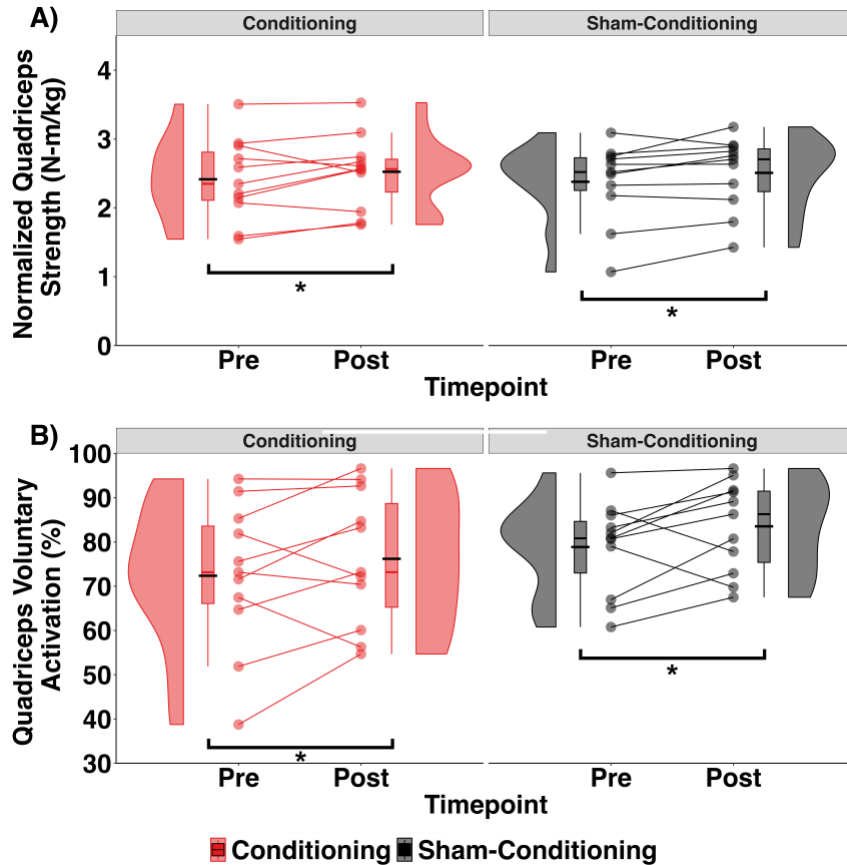 A)
Conditioning
Sham-Conditioning
Normalized Quadriceps
Strength (N-m/kg)
4
3
2
1
0
*
*
Pre
Post
Pre
Post
Timepoint
B)
Conditioning
Sham-Conditioning
Quadriceps Voluntary
Activation (%)
100
90
80
70
60
50
40
30
*
*
Pre
Post
Pre
Post
Timepoint
Conditioning
Sham-Conditioning